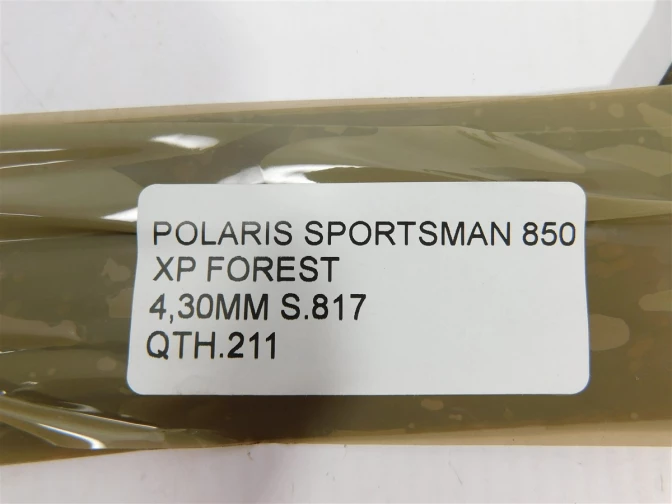 POLARIS SPORTSMAN 850
XP FOREST
4,30MM S.817
QTH.211